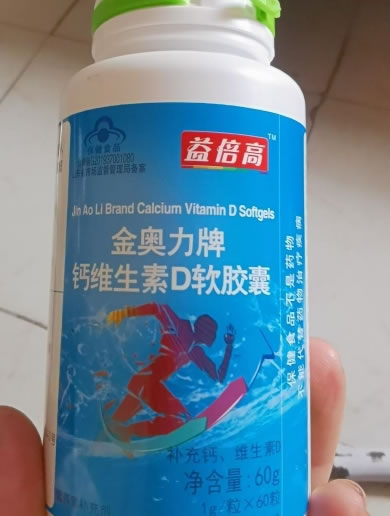 保健食品
益倍高
TM
Jin Ao Li Brand Calcium Vitamin D Softgels
金奥力牌
钙维生素D软胶囊
保健食品不是药物
不能代替药物治疗疾病
补充钙、维生素D
净含量：60g
1g/粒×60粒